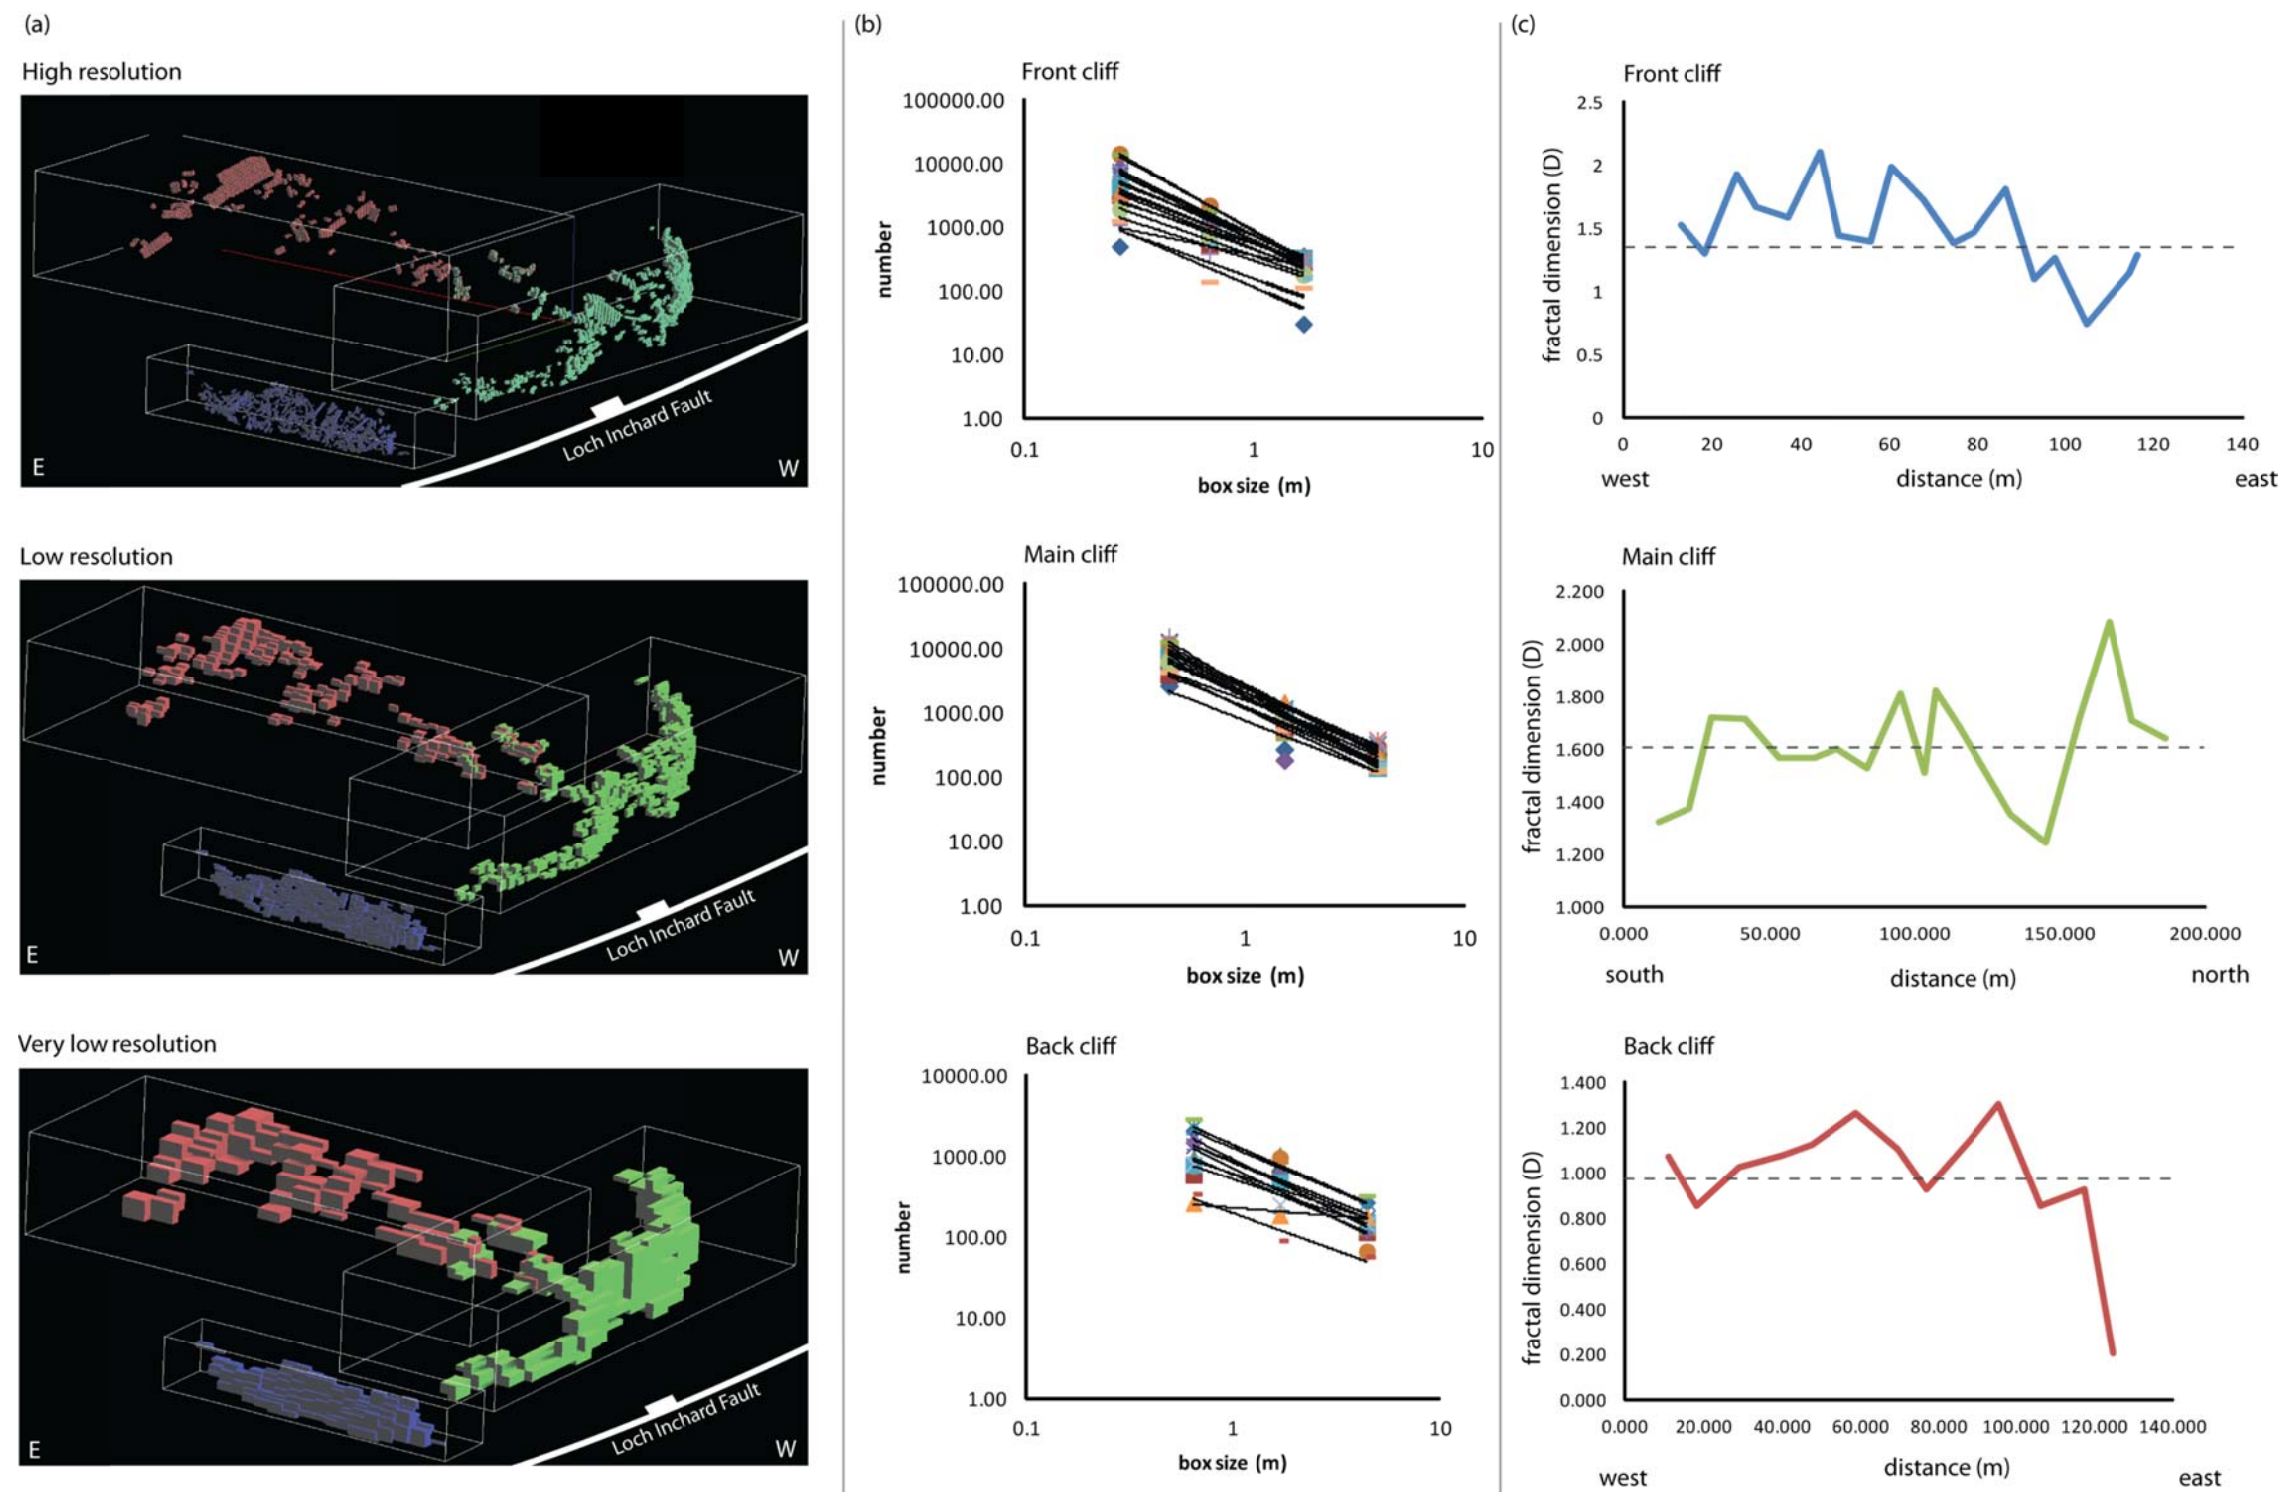 (a)
High resolution
Loch Inchard Fault
E
W
Low resolution
Loch Inchard Fault
E
W
Very low resolution
Loch Inchard Fault
E
W
(b)
Front cliff
100000.00
10000.00
1000.00
100.00
10.00
1.00
number
0.1
1
10
box size (m)
Main cliff
100000.00
10000.00
1000.00
100.00
10.00
1.00
number
0.1
1
10
box size (m)
Back cliff
10000.00
1000.00
100.00
10.00
1.00
number
0.1
1
10
box size (m)
(c)
Front cliff
2.5
2
1.5
1
0.5
0
fractal dimension (D)
0 20 40 60 80 100 120 140
west distance (m) east
Main cliff
2.200
2.000
1.800
1.600
1.400
1.200
1.000
fractal dimension (D)
0.000 50.000 100.000 150.000 200.000
south distance (m) north
Back cliff
1.400
1.200
1.000
0.800
0.600
0.400
0.200
0.000
fractal dimension (D)
0.000 20.000 40.000 60.000 80.000 100.000 120.000 140.000
west distance (m) east